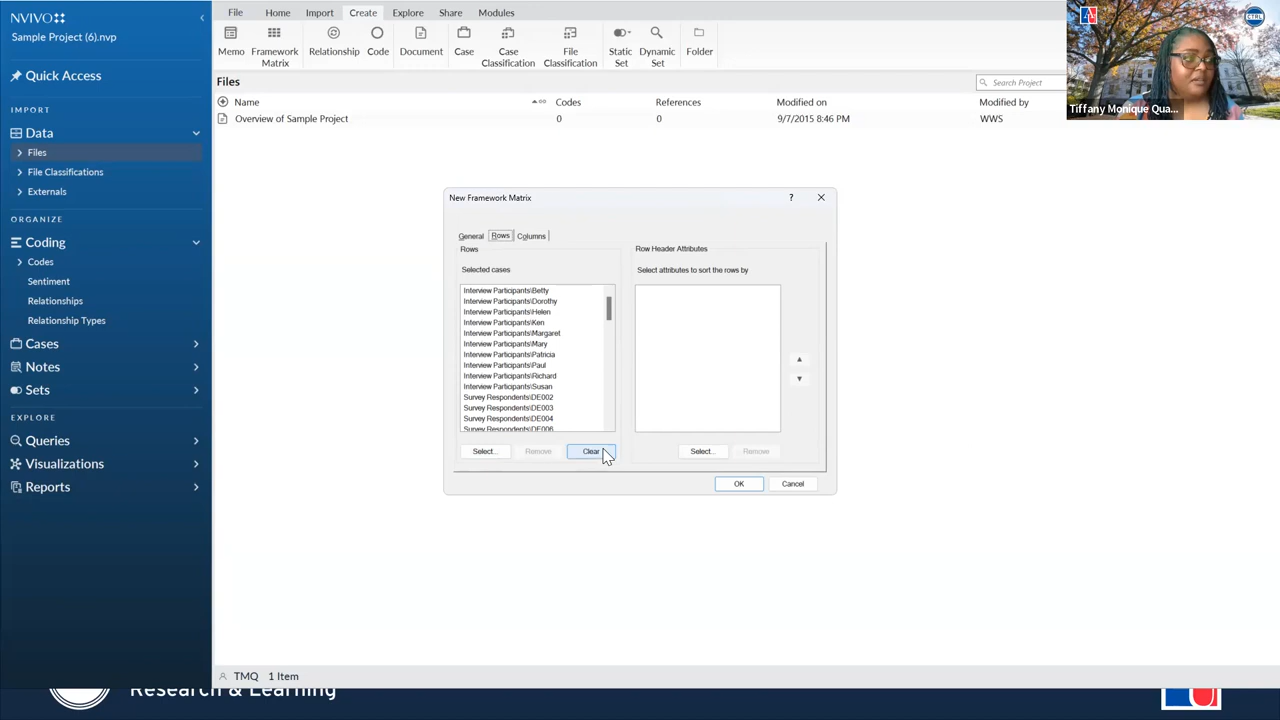 NVIVO
Sample Project (6).nvp
Quick Access
IMPORT
Data
Files
File Classifications
Externals
ORGANIZE
Coding
Codes
Sentiment
Relationships
Relationship Types
Cases
Notes
Sets
EXPLORE
Queries
Visualizations
Reports
File Home Import Create Explore Share Modules
Memo Framework Matrix Relationship Code Document Case Case Classification File Classification Static Set Dynamic Set Folder
Files
Search Project
Name Codes References Modified on Modified by
Overview of Sample Project 0 0 9/7/2015 8:46 PM WWS
CTRL
Tiffany Monique Qua...
New Framework Matrix ?
General Rows Columns
Rows
Selected cases
Interview Participants\Betty
Interview Participants\Dorothy
Interview Participants\Helen
Interview Participants\Ken
Interview Participants\Margaret
Interview Participants\Mary
Interview Participants\Patricia
Interview Participants\Paul
Interview Participants\Richard
Interview Participants\Susan
Survey Respondents\DE002
Survey Respondents\DE003
Survey Respondents\DE004
Survey Respondents\DE006
Select... Remove Clear
Row Header Attributes
Select attributes to sort the rows by
Select... Remove
OK Cancel
TMQ 1 Item
Research & Learning